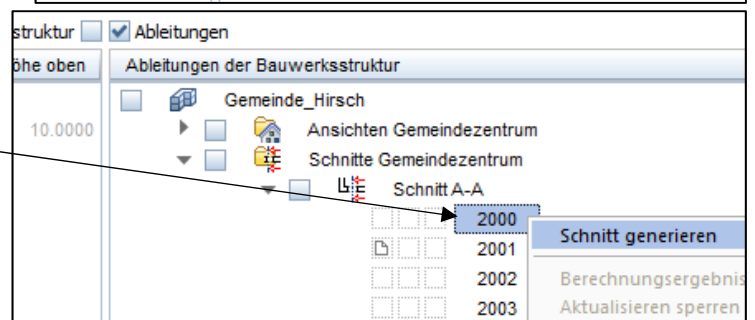 struktur Ableitungen
öhe oben Ableitungen der Bauwerksstruktur
Gemeinde_Hirsch
10.0000 Ansichten Gemeindezentrum
Schnitte Gemeindezentrum
Schnitt A-A
2000 Schnitt generieren
2001
2002 Berechnungsergebnis
2003 Aktualisieren sperren